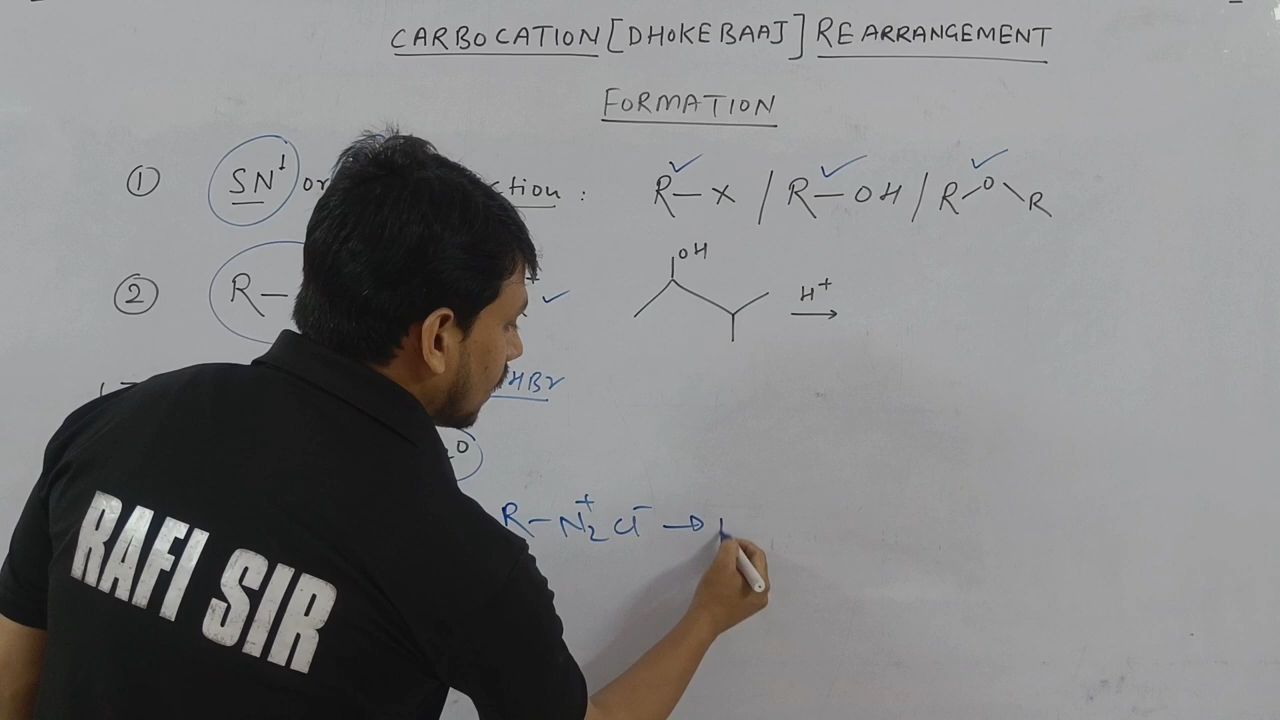 CARBOCATION [DHOKEBAAJ] REARRANGEMENT
FORMATION
① SN¹ or ction : R—X / R—OH / R O R
② R— + OH H⁺ →
HBr
R—N₂⁺Cl⁻ →
RAFI SIR